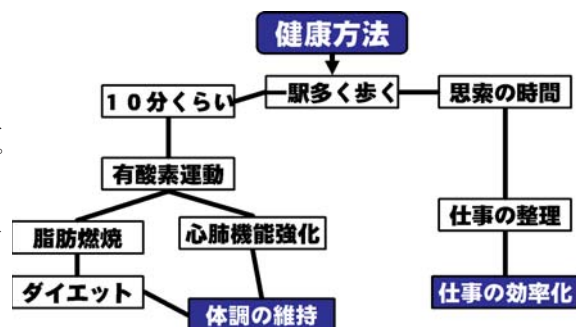 健康方法
10分くらい
一駅多く歩く
思索の時間
有酸素運動
脂肪燃焼
心肺機能強化
仕事の整理
ダイエット
体調の維持
仕事の効率化